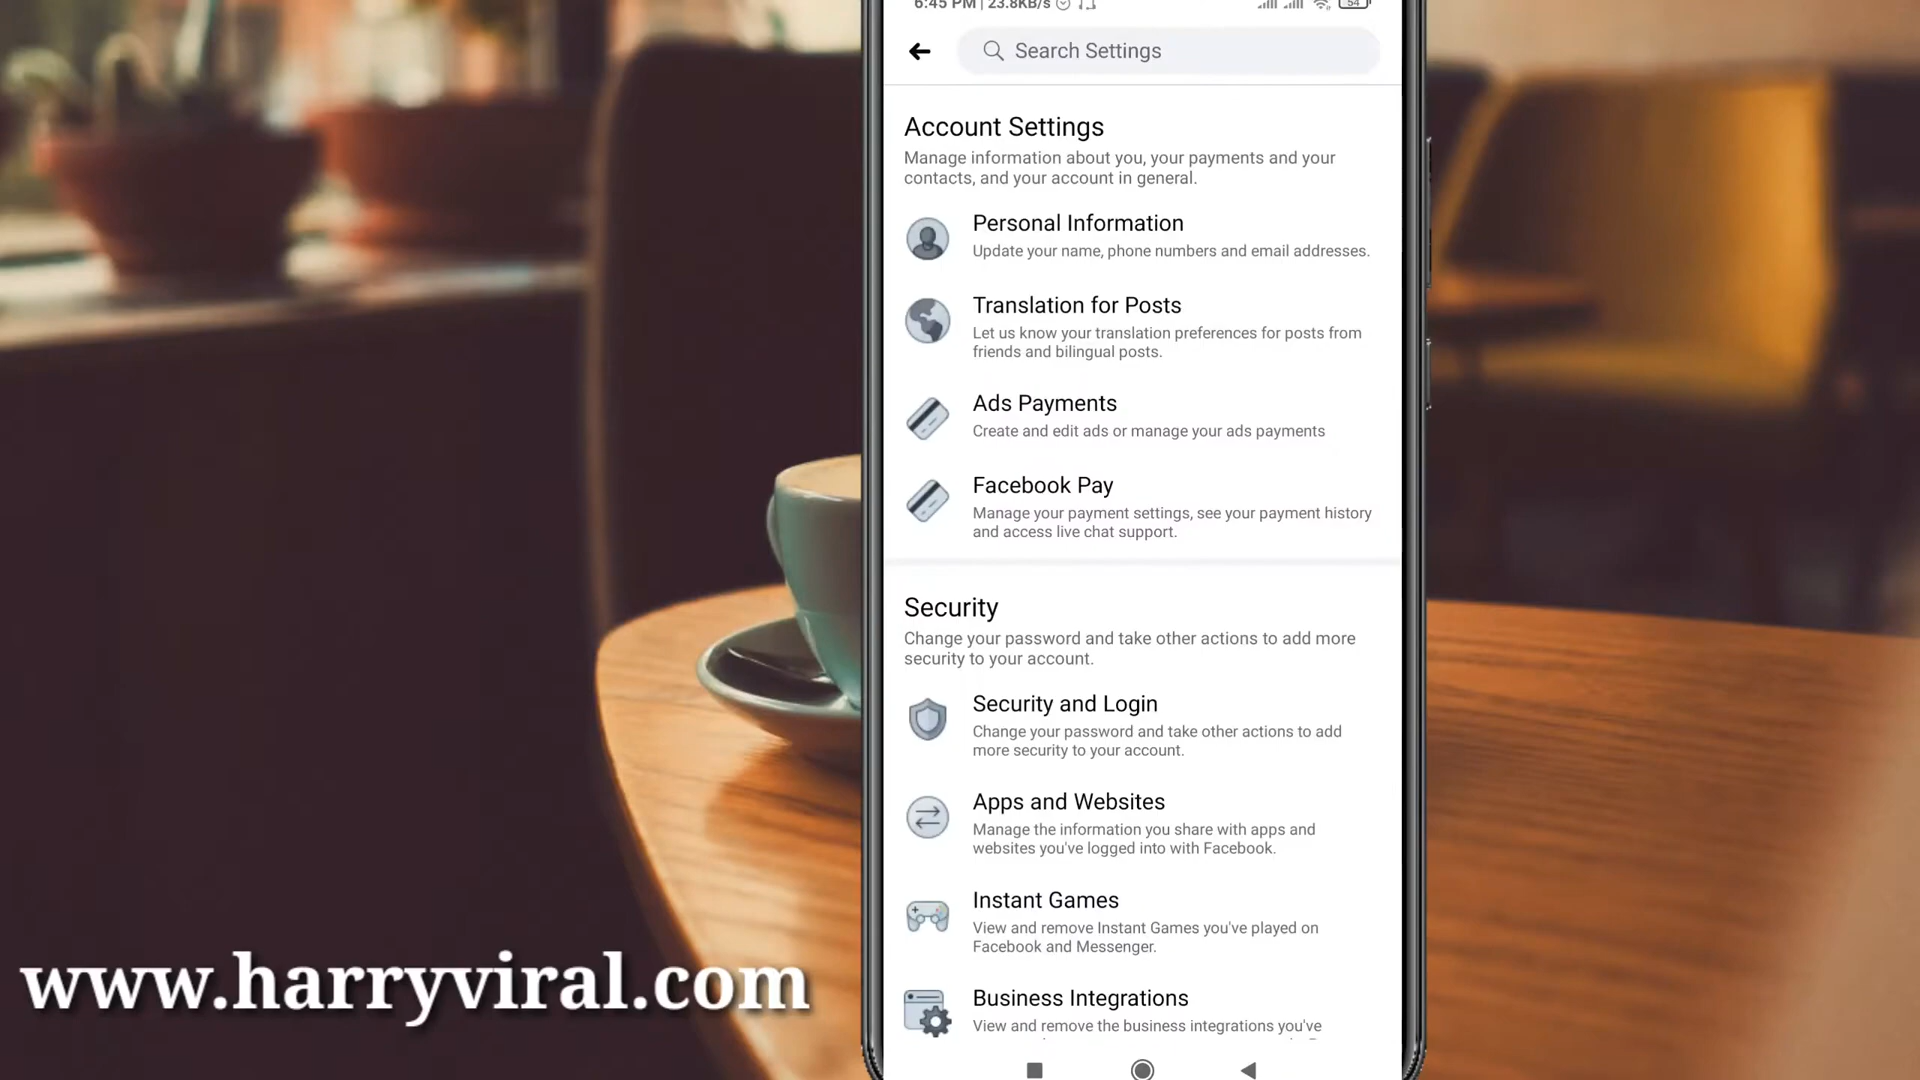 6:45 PM | 23.8KB/s
54
Search Settings
Account Settings
Manage information about you, your payments and your
contacts, and your account in general.
Personal Information
Update your name, phone numbers and email addresses.
Translation for Posts
Let us know your translation preferences for posts from
friends and bilingual posts.
Ads Payments
Create and edit ads or manage your ads payments
Facebook Pay
Manage your payment settings, see your payment history
and access live chat support.
Security
Change your password and take other actions to add more
security to your account.
Security and Login
Change your password and take other actions to add
more security to your account.
Apps and Websites
Manage the information you share with apps and
websites you've logged into with Facebook.
Instant Games
View and remove Instant Games you've played on
Facebook and Messenger.
Business Integrations
View and remove the business integrations you've
www.harryviral.com